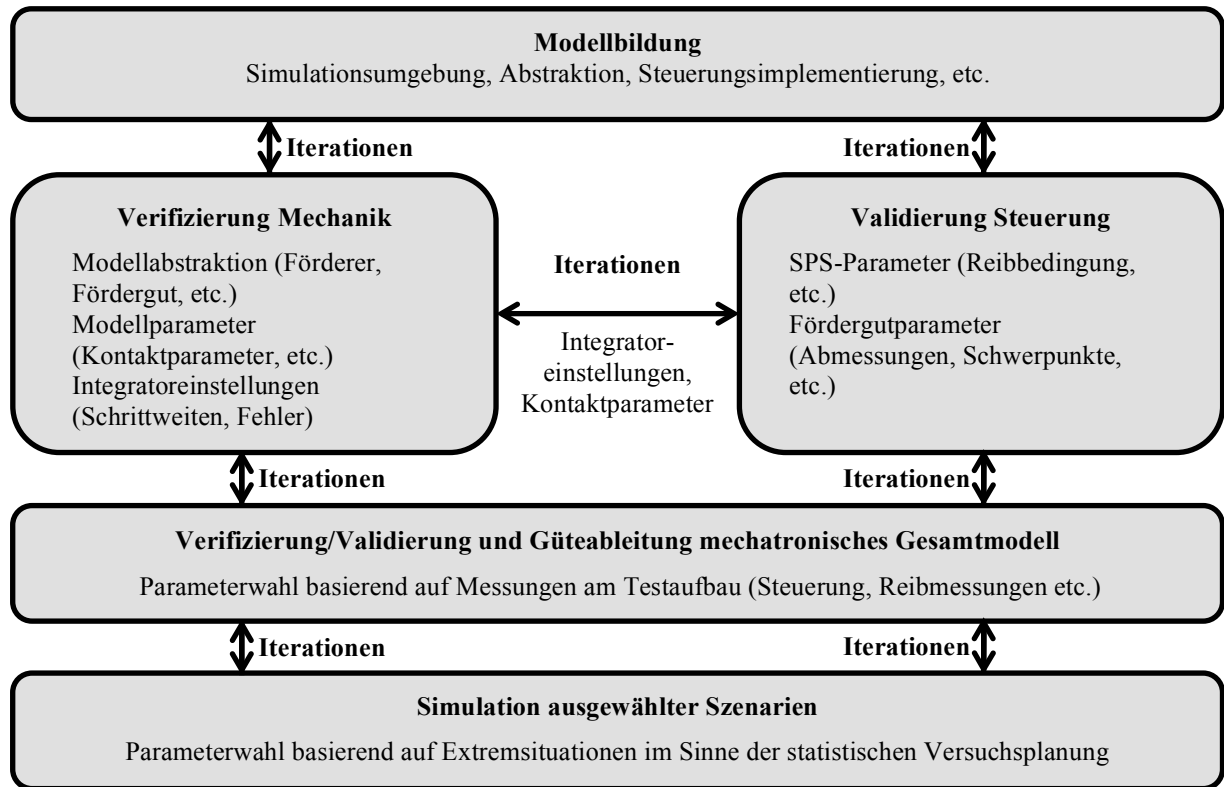 Modellbildung
Simulationsumgebung, Abstraktion, Steuerungsimplementierung, etc.
Iterationen
Iterationen
Verifizierung Mechanik
Modellabstraktion (Förderer,
Fördergut, etc.)
Modellparameter
(Kontaktparameter, etc.)
Integratoreinstellungen
(Schrittweiten, Fehler)
Iterationen
Integrator-
einstellungen,
Kontaktparameter
Validierung Steuerung
SPS-Parameter (Reibbedingung,
etc.)
Fördergutparameter
(Abmessungen, Schwerpunkte,
etc.)
Iterationen
Iterationen
Verifizierung/Validierung und Güteableitung mechatronisches Gesamtmodell
Parameterwahl basierend auf Messungen am Testaufbau (Steuerung, Reibmessungen etc.)
Iterationen
Iterationen
Simulation ausgewählter Szenarien
Parameterwahl basierend auf Extremsituationen im Sinne der statistischen Versuchsplanung